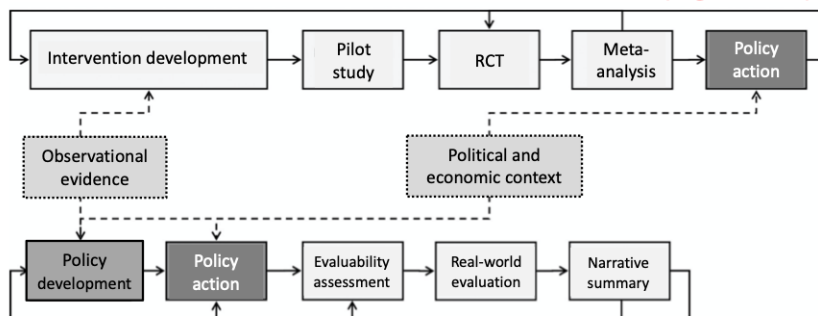 Intervention development
Pilot
study
RCT
Meta-
analysis
Policy
action
Observational
evidence
Political and
economic context
Policy
development
Policy
action
Evaluability
assessment
Real-world
evaluation
Narrative
summary